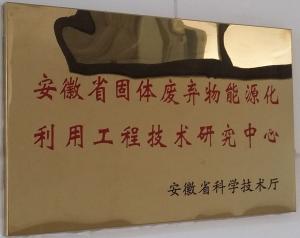 安徽省固体废弃物能源化
利用工程技术研究中心
安徽省科学技术厅